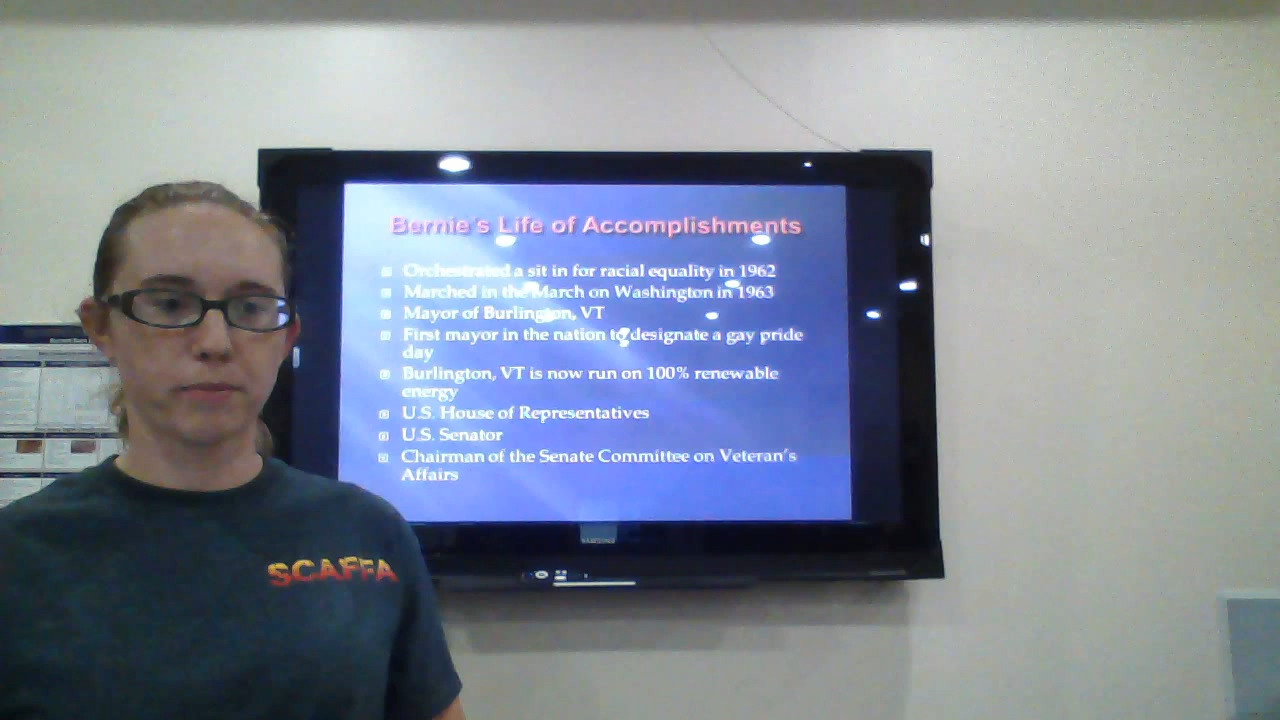 Bernie's Life of Accomplishments
Orchestrated a sit in for racial equality in 1962
Marched in the March on Washington in 1963
Mayor of Burlington, VT
First mayor in the nation to designate a gay pride
day
Burlington, VT is now run on 100% renewable
energy
U.S. House of Representatives
U.S. Senator
Chairman of the Senate Committee on Veteran's
Affairs
SCAFFA